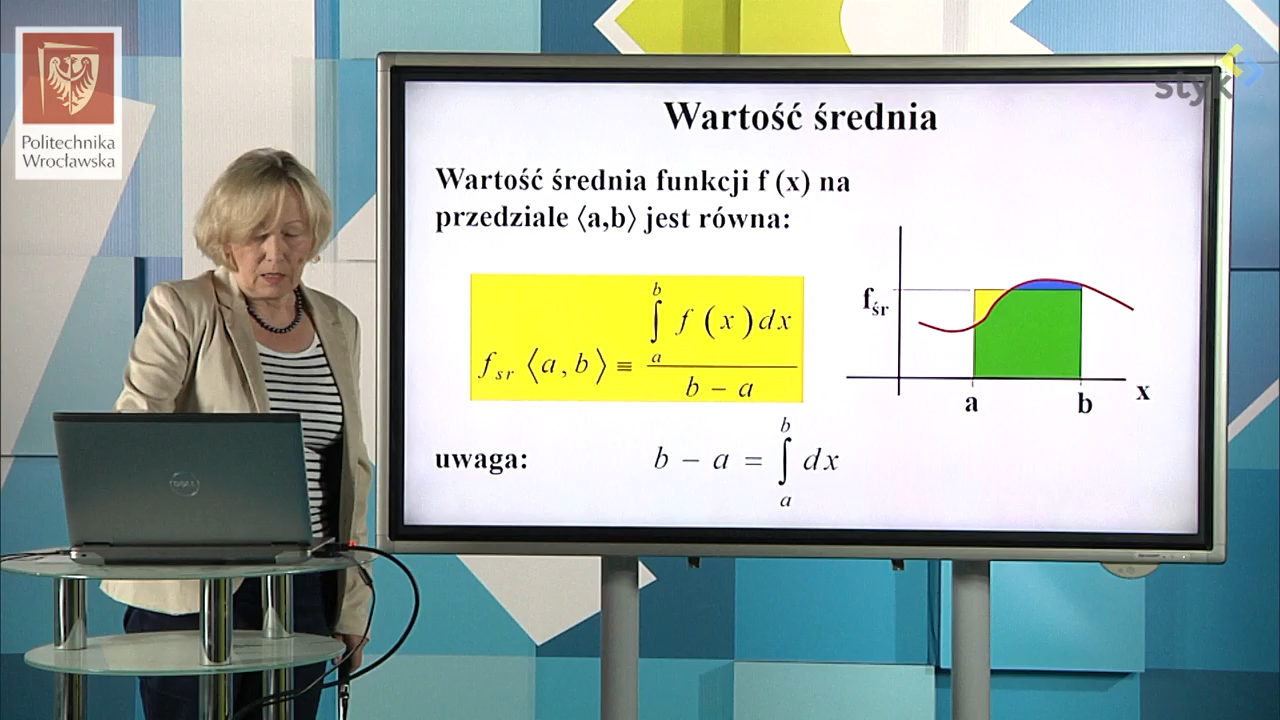 Politechnika
Wrocławska
styk
Wartość średnia
Wartość średnia funkcji f (x) na
przedziale ⟨a,b⟩ jest równa:
f_sr ⟨a,b⟩ ≡ ∫_a^b f (x) dx / (b − a)
f_śr
a
b
x
uwaga:
b − a = ∫_a^b dx
DELL